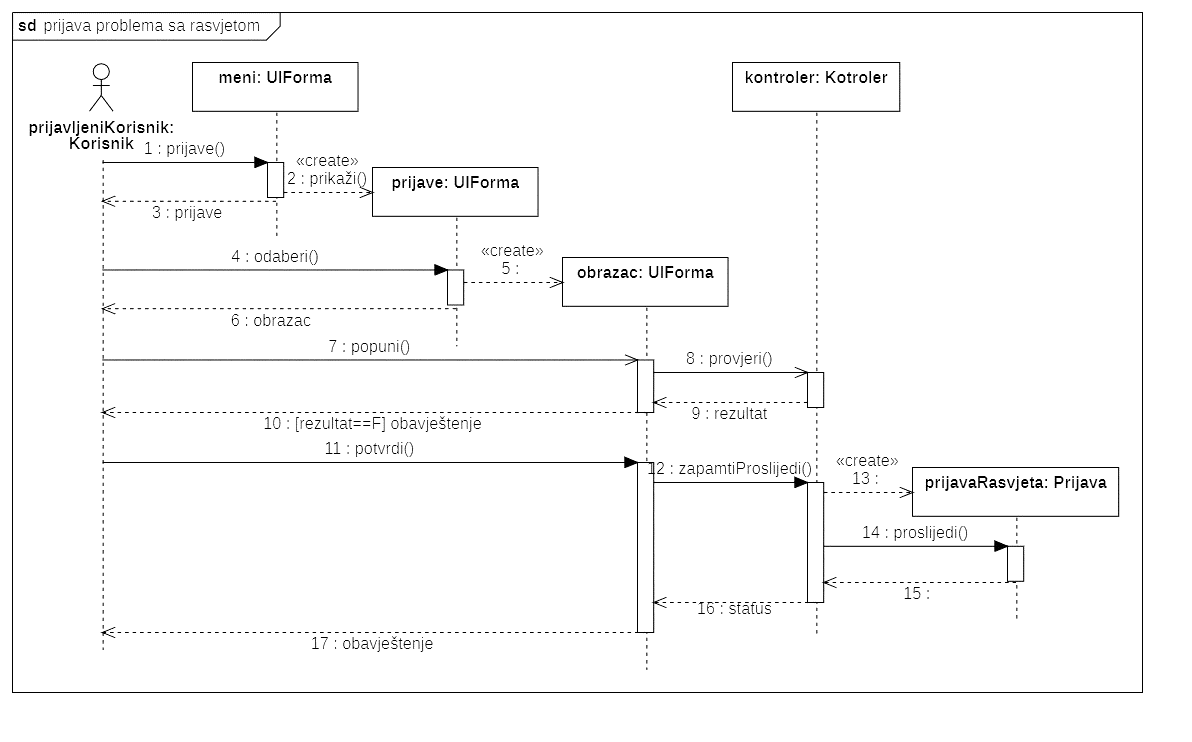 sd prijava problema sa rasvjetom
meni: UIForma
kontroler: Kotroler
prijavljeniKorisnik:
Korisnik
1 : prijave()
«create»
2 : prikaži()
prijave: UIForma
3 : prijave
4 : odaberi()
«create»
5 :
obrazac: UIForma
6 : obrazac
7 : popuni()
8 : provjeri()
9 : rezultat
10 : [rezultat==F] obavještenje
11 : potvrdi()
12 : zapamtiProslijedi()
«create»
13 :
prijavaRasvjeta: Prijava
14 : proslijedi()
15 :
16 : status
17 : obavještenje